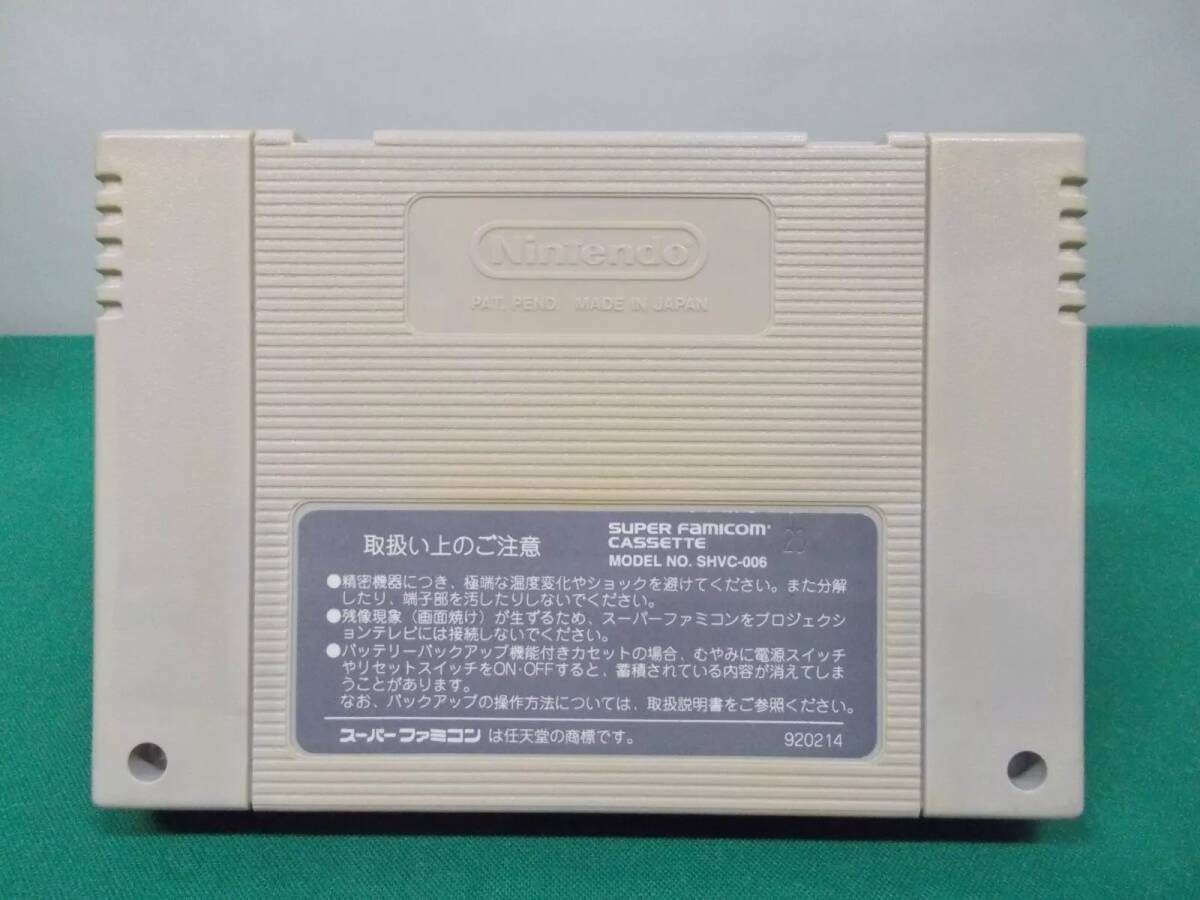 Nintendo
PAT. PEND. MADE IN JAPAN
取扱い上のご注意
SUPER FAMICOM
CASSETTE
MODEL NO. SHVC-006
23
●精密機器につき、極端な温度変化やショックを避けてください。また分解
したり、端子部を汚したりしないでください。
●残像現象（画面焼け）が生ずるため、スーパーファミコンをプロジェクシ
ョンテレビには接続しないでください。
●バッテリーバックアップ機能付きカセットの場合、むやみに電源スイッチ
やリセットスイッチをON・OFFすると、蓄積されている内容が消えてしま
うことがあります。
なお、バックアップの操作方法については、取扱説明書をご参照ください。
スーパーファミコン は任天堂の商標です。
920214